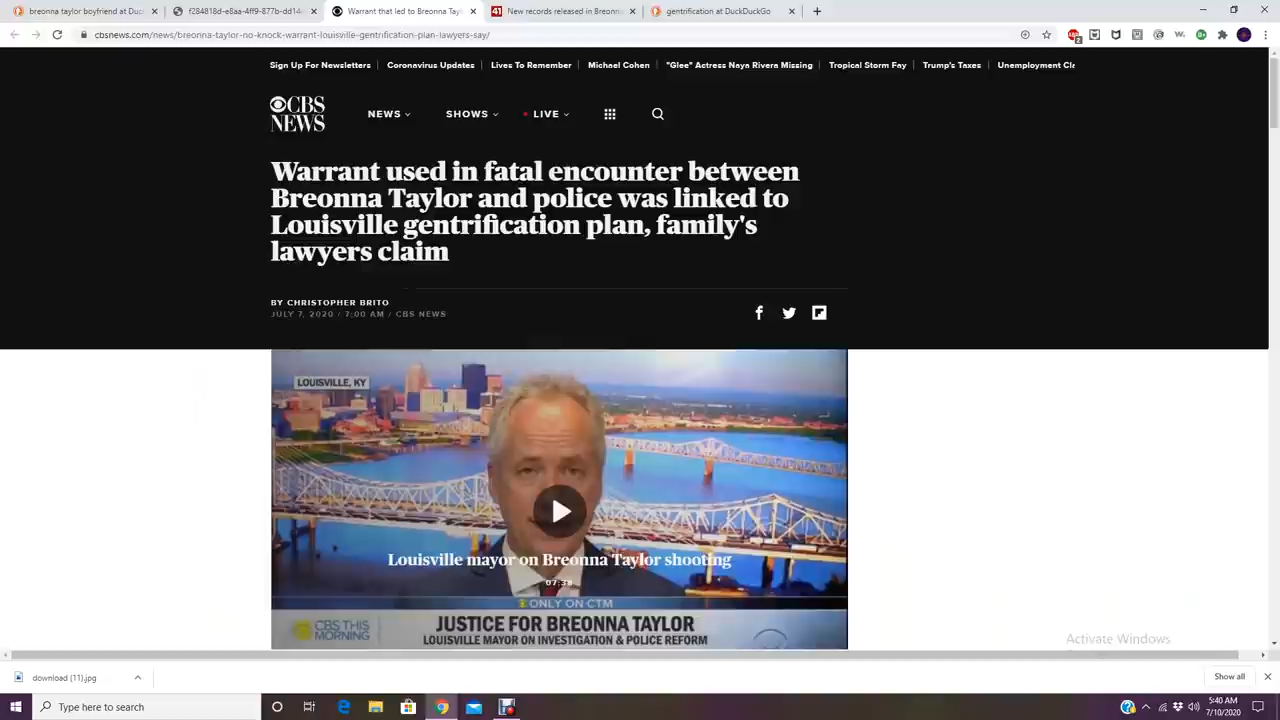 breonna taylor boyfriend at Duc
f284818d-e8aa-4ff9-877b-dd14
Warrant that led to Breonna Tay
41 New records released in Breonna
gentrification at DuckDuckGo
cbsnews.com/news/breonna-taylor-no-knock-warrant-louisville-gentrification-plan-lawyers-say/
2
Sign Up For Newsletters
Coronavirus Updates
Lives To Remember
Michael Cohen
"Glee" Actress Naya Rivera Missing
Tropical Storm Fay
Trump's Taxes
Unemployment Cla
CBS
NEWS
NEWS
SHOWS
LIVE
Warrant used in fatal encounter between
Breonna Taylor and police was linked to
Louisville gentrification plan, family's
lawyers claim
BY CHRISTOPHER BRITO
JULY 7, 2020 / 7:00 AM / CBS NEWS
LOUISVILLE, KY
Louisville mayor on Breonna Taylor shooting
07:38
ONLY ON CTM
CBS THIS
MORNING
JUSTICE FOR BREONNA TAYLOR
LOUISVILLE MAYOR ON INVESTIGATION & POLICE REFORM
Activate Windows
download (11).jpg
Show all
Type here to search
5:40 AM
7/10/2020